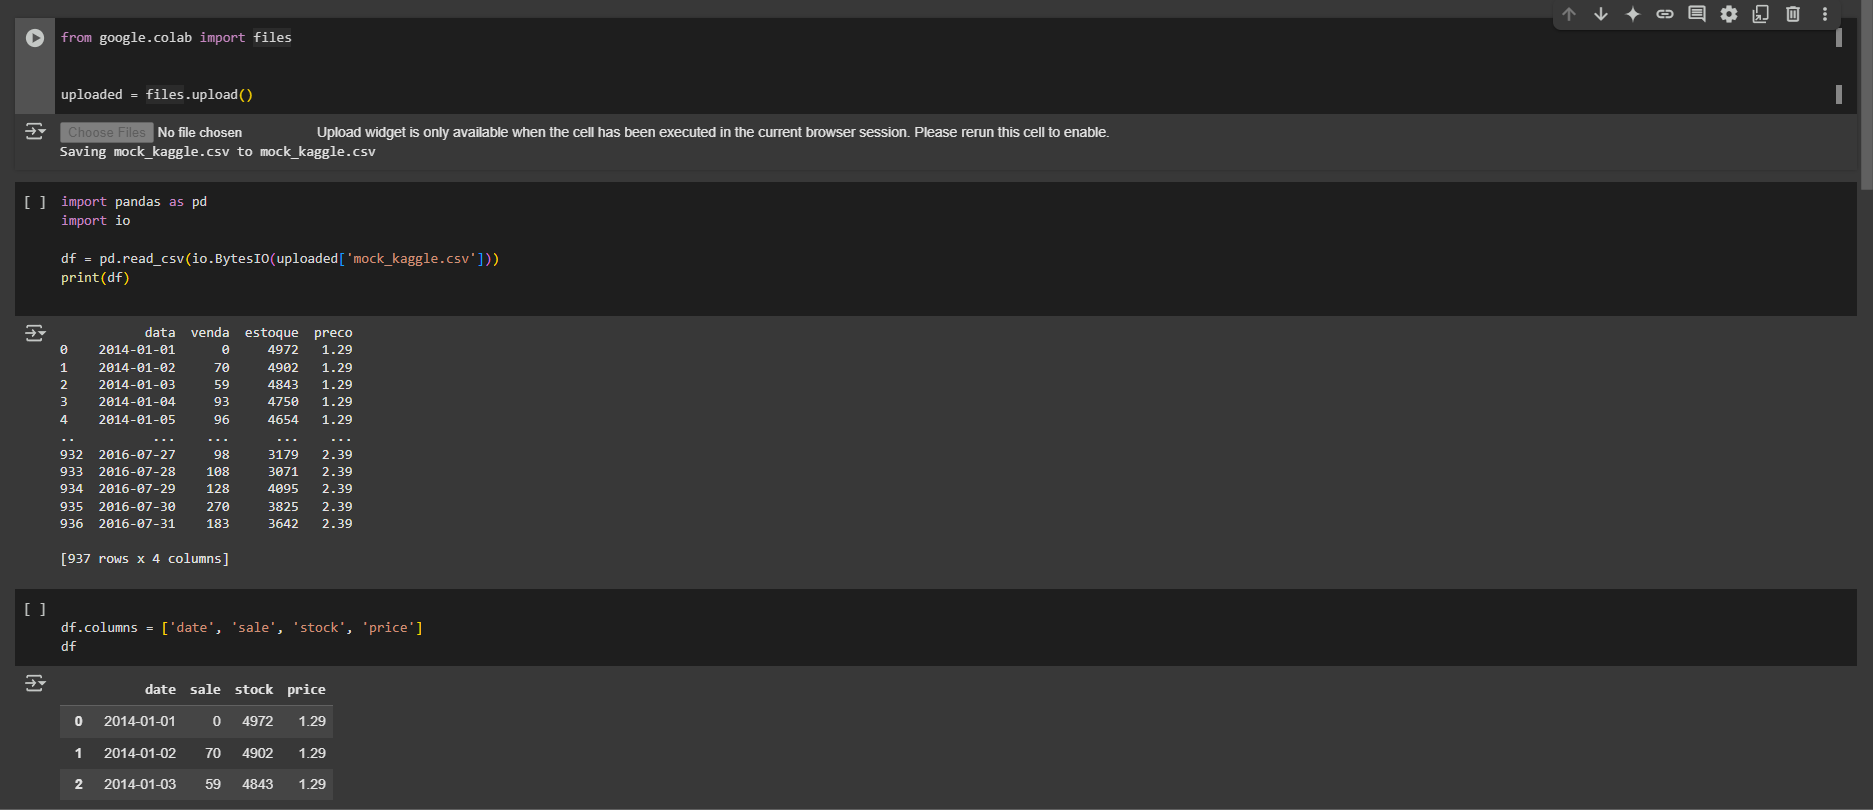 from google.colab import files
uploaded = files.upload()
Choose Files No file chosen Upload widget is only available when the cell has been executed in the current browser session. Please rerun this cell to enable.
Saving mock_kaggle.csv to mock_kaggle.csv
[ ] import pandas as pd
import io
df = pd.read_csv(io.BytesIO(uploaded['mock_kaggle.csv']))
print(df)
data venda estoque preco
0 2014-01-01 0 4972 1.29
1 2014-01-02 70 4902 1.29
2 2014-01-03 59 4843 1.29
3 2014-01-04 93 4750 1.29
4 2014-01-05 96 4654 1.29
.. ... ... ... ...
932 2016-07-27 98 3179 2.39
933 2016-07-28 108 3071 2.39
934 2016-07-29 128 4095 2.39
935 2016-07-30 270 3825 2.39
936 2016-07-31 183 3642 2.39
[937 rows x 4 columns]
[ ]
df.columns = ['date', 'sale', 'stock', 'price']
df
date sale stock price
0 2014-01-01 0 4972 1.29
1 2014-01-02 70 4902 1.29
2 2014-01-03 59 4843 1.29